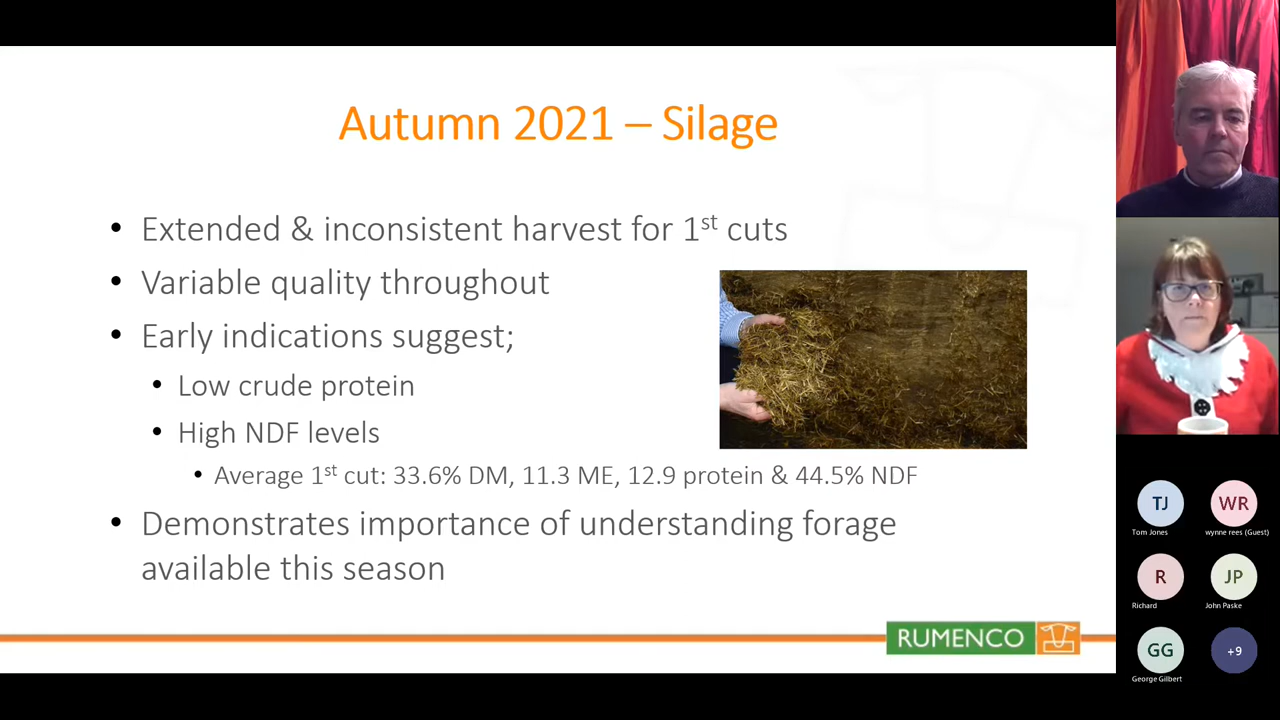 Autumn 2021 – Silage
• Extended & inconsistent harvest for 1st cuts
• Variable quality throughout
• Early indications suggest;
• Low crude protein
• High NDF levels
• Average 1st cut: 33.6% DM, 11.3 ME, 12.9 protein & 44.5% NDF
• Demonstrates importance of understanding forage
available this season
RUMENCO
TJ
Tom Jones
WR
wynne rees (Guest)
R
Richard
JP
John Paske
GG
George Gilbert
+9